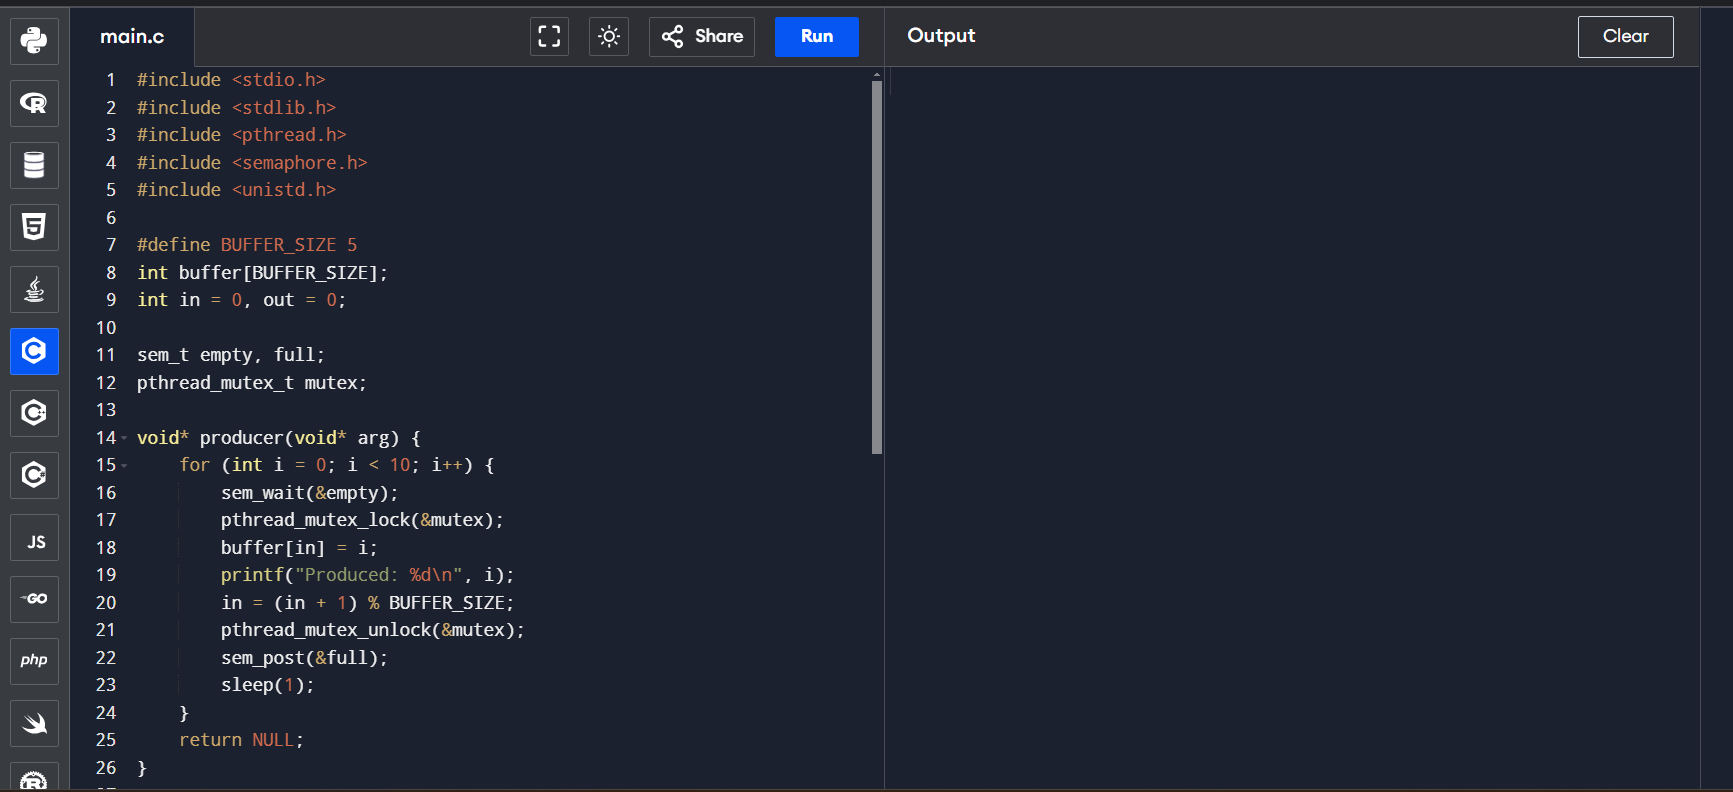 main.c
Share
Run
Output
Clear
1 #include <stdio.h>
2 #include <stdlib.h>
3 #include <pthread.h>
4 #include <semaphore.h>
5 #include <unistd.h>
6
7 #define BUFFER_SIZE 5
8 int buffer[BUFFER_SIZE];
9 int in = 0, out = 0;
10
11 sem_t empty, full;
12 pthread_mutex_t mutex;
13
14 void* producer(void* arg) {
15     for (int i = 0; i < 10; i++) {
16         sem_wait(&empty);
17         pthread_mutex_lock(&mutex);
18         buffer[in] = i;
19         printf("Produced: %d\n", i);
20         in = (in + 1) % BUFFER_SIZE;
21         pthread_mutex_unlock(&mutex);
22         sem_post(&full);
23         sleep(1);
24     }
25     return NULL;
26 }
R
5
C
C
C
JS
GO
php
R